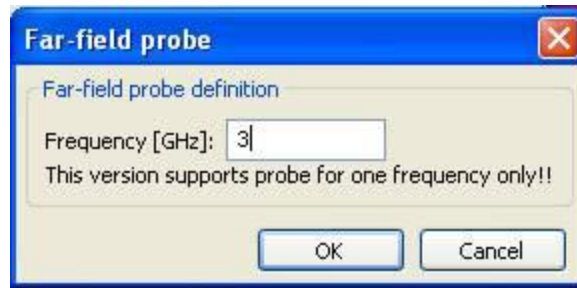 Far-field probe
Far-field probe definition
Frequency [GHz]: 3
This version supports probe for one frequency only!!
OK Cancel